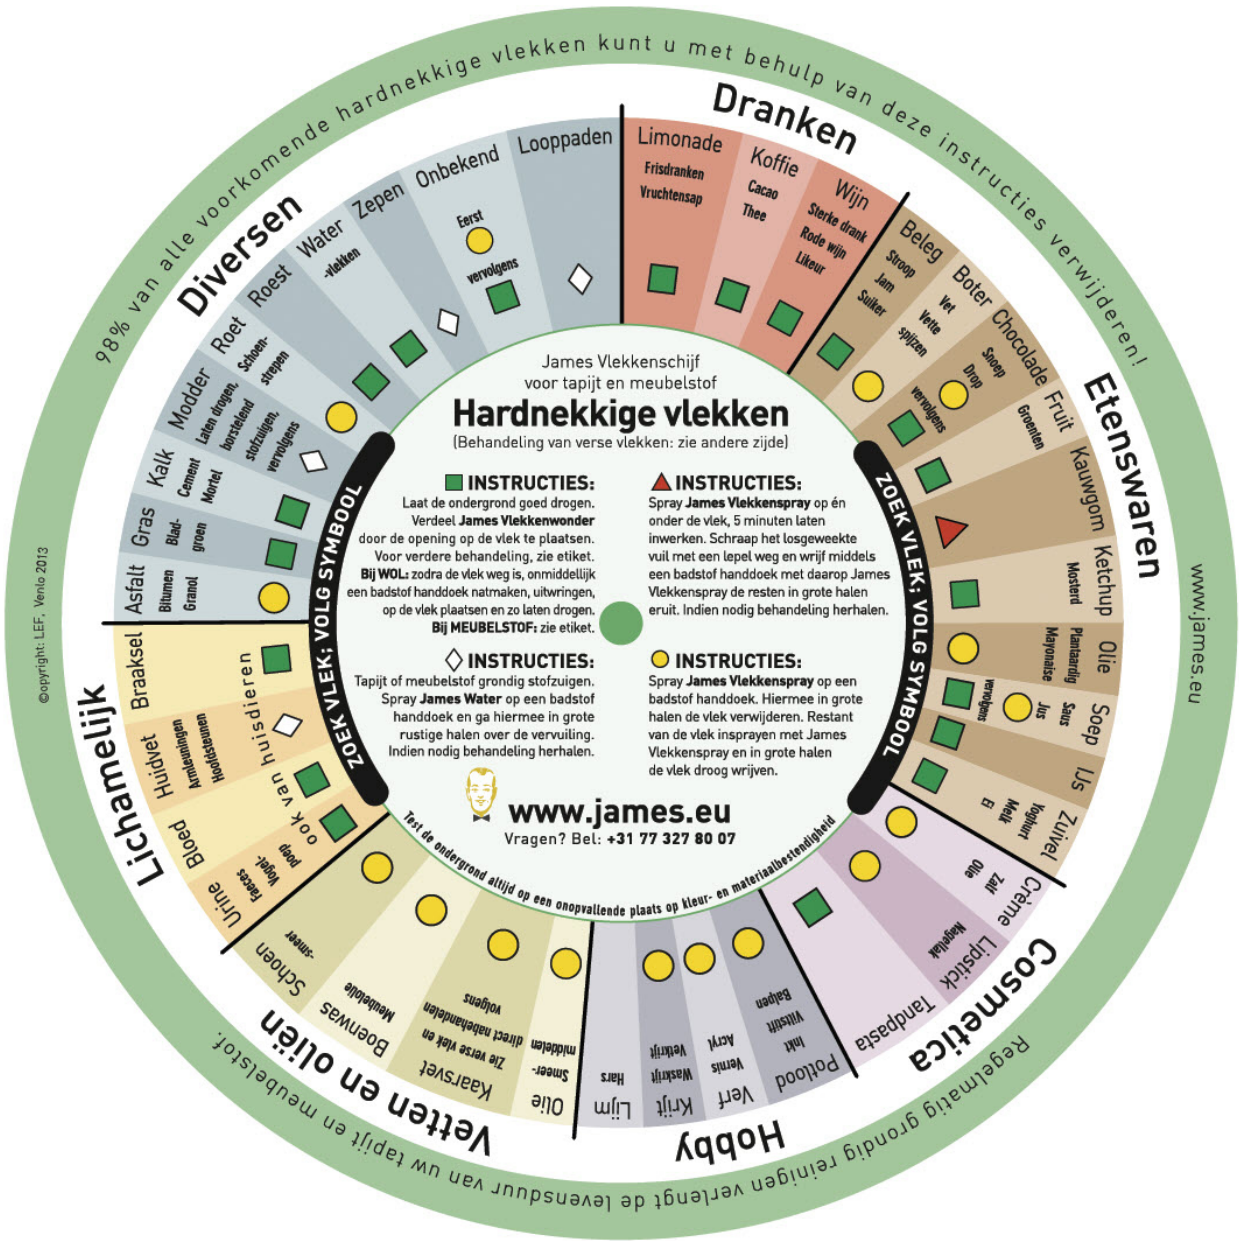 98% van alle voorkomende hardnekkige vlekken kunt u met behulp van deze instructies verwijderen!
www.james.eu
Regelmatig grondig reinigen verlengt de levensduur van uw tapijt en meubelstof.
©opyright: LEF, Venlo 2013
Dranken
Limonade
Frisdranken
Vruchtensap
Koffie
Cacao
Thee
Wijn
Sterke drank
Rode wijn
Likeur
Etenswaren
Beleg
Stroop
Jam
Suiker
Boter
Vet
Vette
spijzen
Chocolade
Snoep
Drop
vervolgens
Fruit
Groenten
Kauwgom
Ketchup
Mosterd
Olie
Plantaardig
Mayonaise
Soep
Saus
Jus
vervolgens
IJs
Zuivel
Yoghurt
Melk
Ei
Cosmetica
Crème
Zalf
Olie
Lipstick
Nagellak
Tandpasta
Hobby
Potlood
Inkt
Viltstift
Balpen
Verf
Vernis
Acryl
Krijt
Waskrijt
Vetkrijt
Lijm
Hars
Vetten en oliën
Olie
Smeer-
middelen
Kaarsvet
Zie verse vlek en
direct nabehandelen
volgens
Boenwas
Meubelolie
Schoen
-smeer
Lichamelijk
Urine
Faeces
Vogel-
poep
Bloed
Huidvet
Armleuningen
Hoofdsteunen
Braaksel
ook van huisdieren
Diversen
Asfalt
Bitumen
Granol
Gras
Blad-
groen
Kalk
Cement
Mortel
Modder
Laten drogen,
borstelend
stofzuigen,
vervolgens
Roet
Schoen-
strepen
Roest
Water
-vlekken
Zepen
Onbekend
Eerst
vervolgens
Looppaden
ZOEK VLEK; VOLG SYMBOOL
ZOEK VLEK; VOLG SYMBOOL
James Vlekkenschijf
voor tapijt en meubelstof
Hardnekkige vlekken
(Behandeling van verse vlekken: zie andere zijde)
INSTRUCTIES:
Laat de ondergrond goed drogen.
Verdeel James Vlekkenwonder
door de opening op de vlek te plaatsen.
Voor verdere behandeling, zie etiket.
Bij WOL: zodra de vlek weg is, onmiddellijk
een badstof handdoek natmaken, uitwringen,
op de vlek plaatsen en zo laten drogen.
Bij MEUBELSTOF: zie etiket.
INSTRUCTIES:
Spray James Vlekkenspray op én
onder de vlek, 5 minuten laten
inwerken. Schraap het losgeweekte
vuil met een lepel weg en wrijf middels
een badstof handdoek met daarop James
Vlekkenspray de resten in grote halen
eruit. Indien nodig behandeling herhalen.
INSTRUCTIES:
Tapijt of meubelstof grondig stofzuigen.
Spray James Water op een badstof
handdoek en ga hiermee in grote
rustige halen over de vervuiling.
Indien nodig behandeling herhalen.
INSTRUCTIES:
Spray James Vlekkenspray op een
badstof handdoek. Hiermee in grote
halen de vlek verwijderen. Restant
van de vlek insprayen met James
Vlekkenspray en in grote halen
de vlek droog wrijven.
www.james.eu
Vragen? Bel: +31 77 327 80 07
Test de ondergrond altijd op een onopvallende plaats op kleur- en materiaalbestendigheid